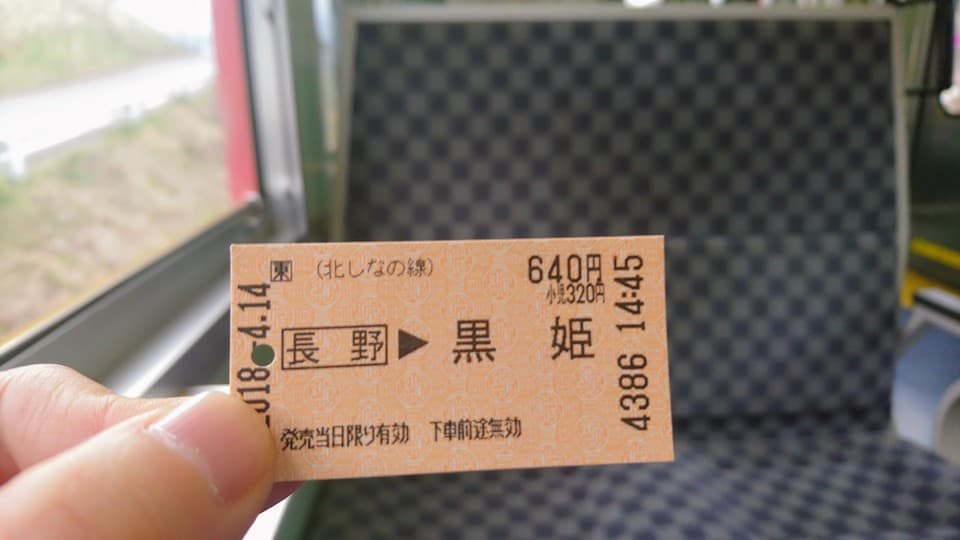 東 (北しなの線) 640円
小児320円
長野▶黒姫
発売当日限り有効 下車前途無効
2018.-4.14
4386 14:45